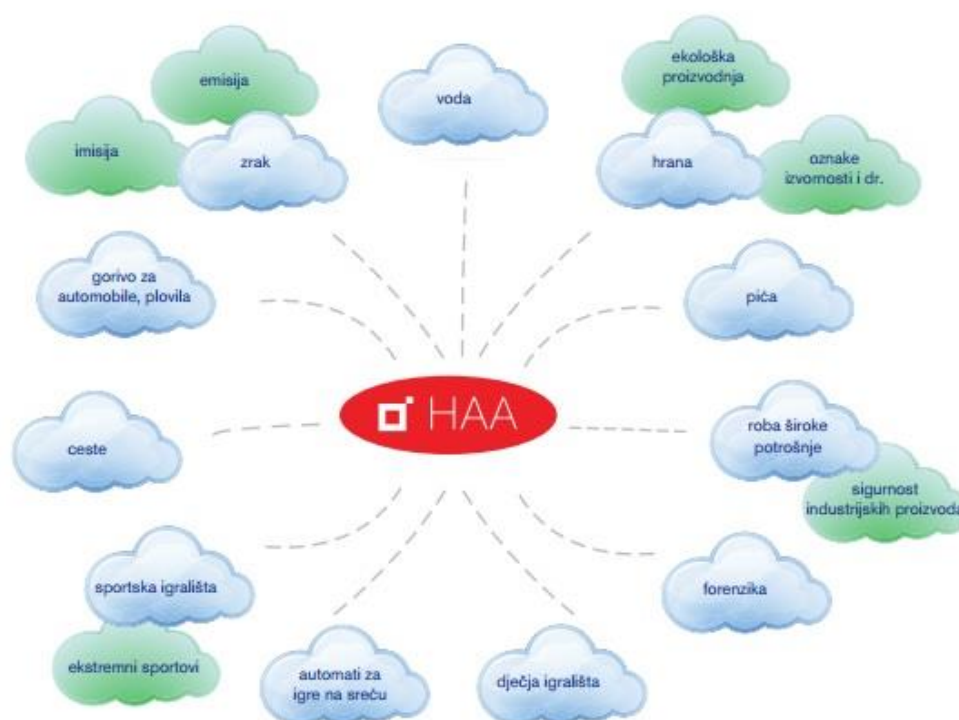 emisija
voda
ekološka
proizvodnja
imisija
zrak
hrana
oznake
izvornosti i dr.
gorivo za
automobile, plovila
pića
HAA
ceste
roba široke
potrošnje
sigurnost
industrijskih proizvoda
sportska igrališta
forenzika
ekstremni sportovi
automati za
igre na sreću
dječja igrališta